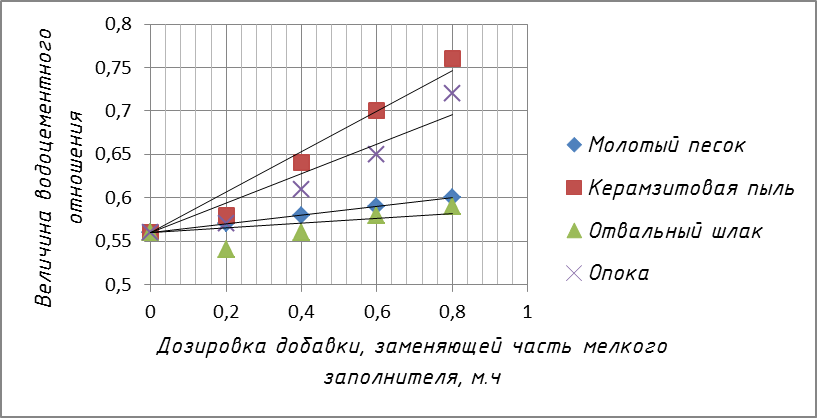 Величина водоцементного
отношения
0,8
0,75
0,7
0,65
0,6
0,55
0,5
0 0,2 0,4 0,6 0,8 1
Дозировка добавки, заменяющей часть мелкого
заполнителя, м.ч
Молотый песок
Керамзитовая пыль
Отвальный шлак
Опока